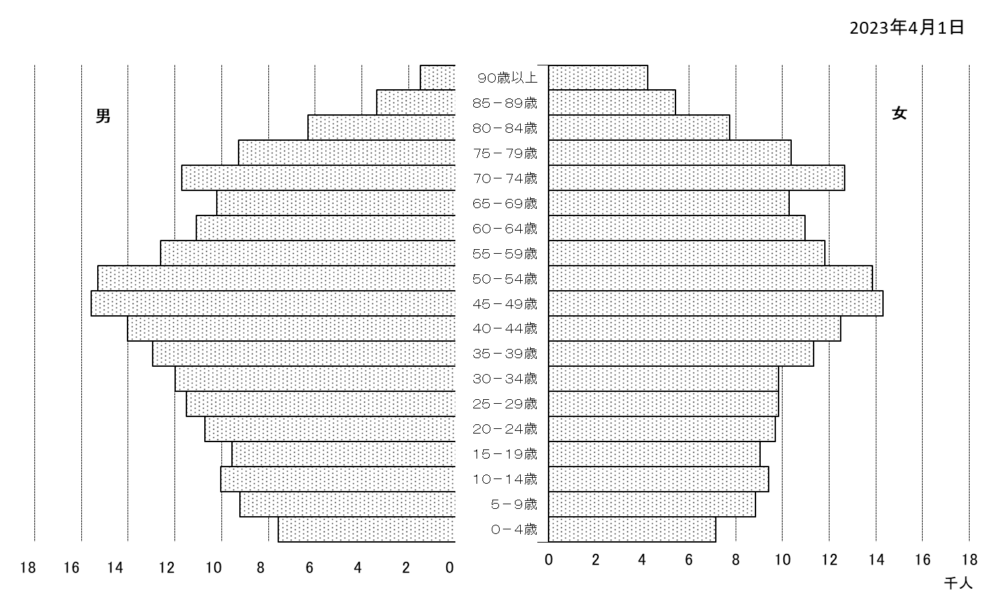 2023年4月1日
男
女
90歳以上
85－89歳
80－84歳
75－79歳
70－74歳
65－69歳
60－64歳
55－59歳
50－54歳
45－49歳
40－44歳
35－39歳
30－34歳
25－29歳
20－24歳
15－19歳
10－14歳
5－9歳
0－4歳
18 16 14 12 10 8 6 4 2 0
0 2 4 6 8 10 12 14 16 18
千人